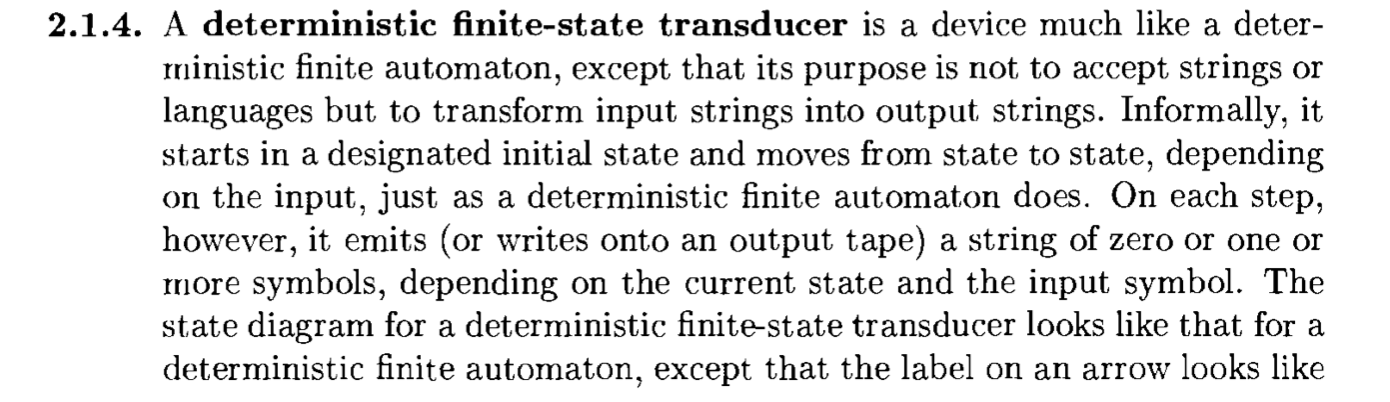 2.1.4. A deterministic finite-state transducer is a device much like a deter-
ministic finite automaton, except that its purpose is not to accept strings or
languages but to transform input strings into output strings. Informally, it
starts in a designated initial state and moves from state to state, depending
on the input, just as a deterministic finite automaton does. On each step,
however, it emits (or writes onto an output tape) a string of zero or one or
more symbols, depending on the current state and the input symbol. The
state diagram for a deterministic finite-state transducer looks like that for a
deterministic finite automaton, except that the label on an arrow looks like